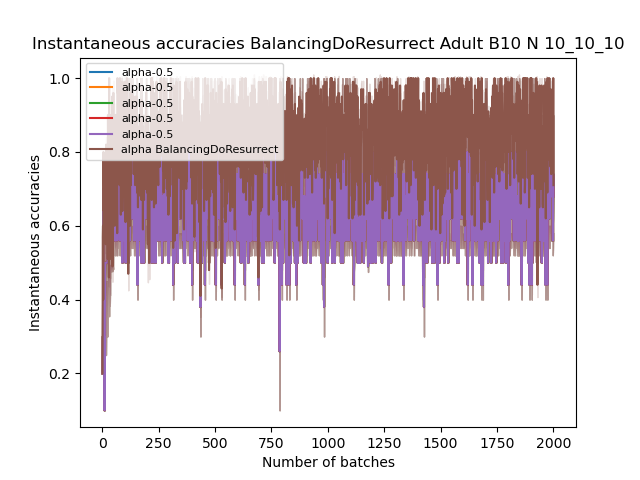 Instantaneous accuracies BalancingDoResurrect Adult B10 N 10_10_10
alpha-0.5
alpha-0.5
alpha-0.5
alpha-0.5
alpha-0.5
alpha BalancingDoResurrect
Instantaneous accuracies
1.0
0.8
0.6
0.4
0.2
0 250 500 750 1000 1250 1500 1750 2000
Number of batches